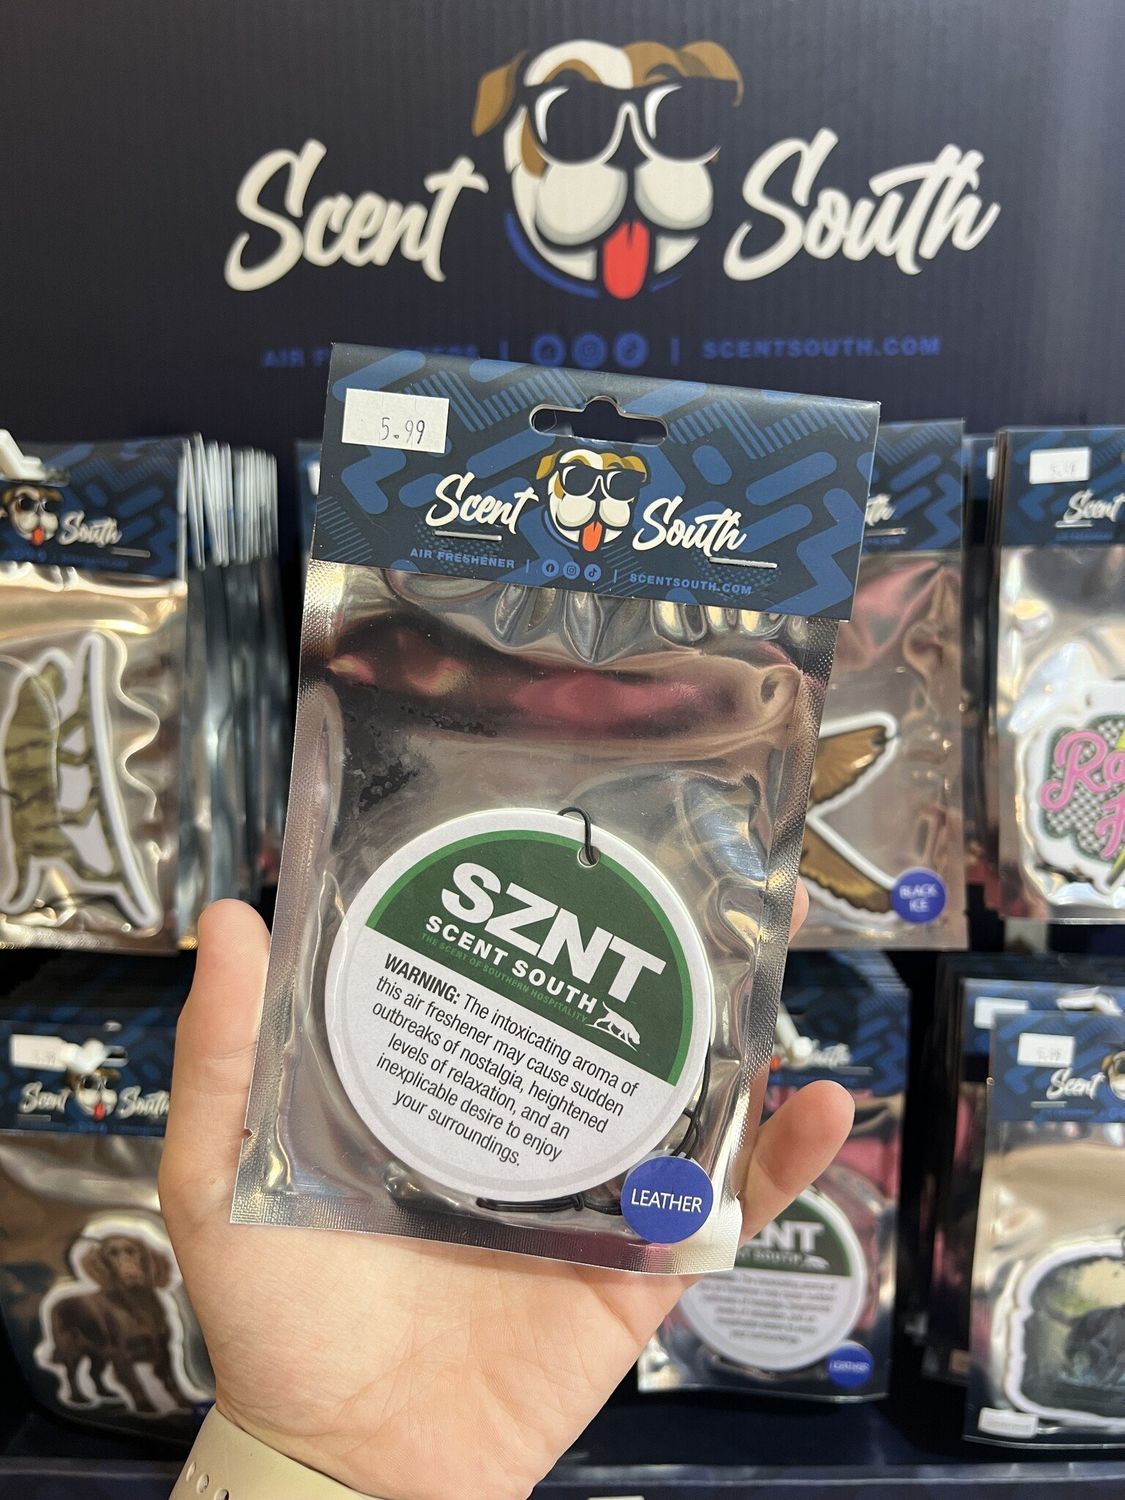 Scent South
AIR FRESHENERS | | SCENTSOUTH.COM
5.99
Scent South
AIR FRESHENER | | SCENTSOUTH.COM
SZNT
SCENT SOUTH
THE SCENT OF SOUTHERN HOSPITALITY
WARNING: The intoxicating aroma of
this air freshener may cause sudden
outbreaks of nostalgia, heightened
levels of relaxation, and an
inexplicable desire to enjoy
your surroundings.
LEATHER
South
Scent
BLACK
ICE
Scent South
Scent
LEATHER